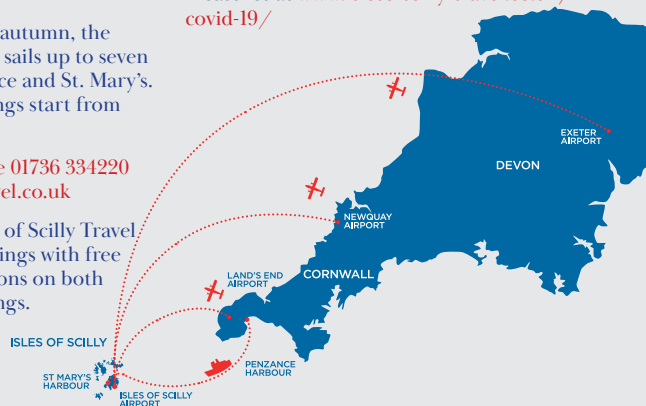 covid-19/
autumn, the
sails up to seven
ce and St. Mary's.
ngs start from
e 01736 334220
vel.co.uk
of Scilly Travel
ings with free
ons on both
ngs.
EXETER
AIRPORT
DEVON
NEWQUAY
AIRPORT
CORNWALL
LAND'S END
AIRPORT
ISLES OF SCILLY
PENZANCE
HARBOUR
ST MARY'S
HARBOUR
ISLES OF SCILLY
AIRPORT